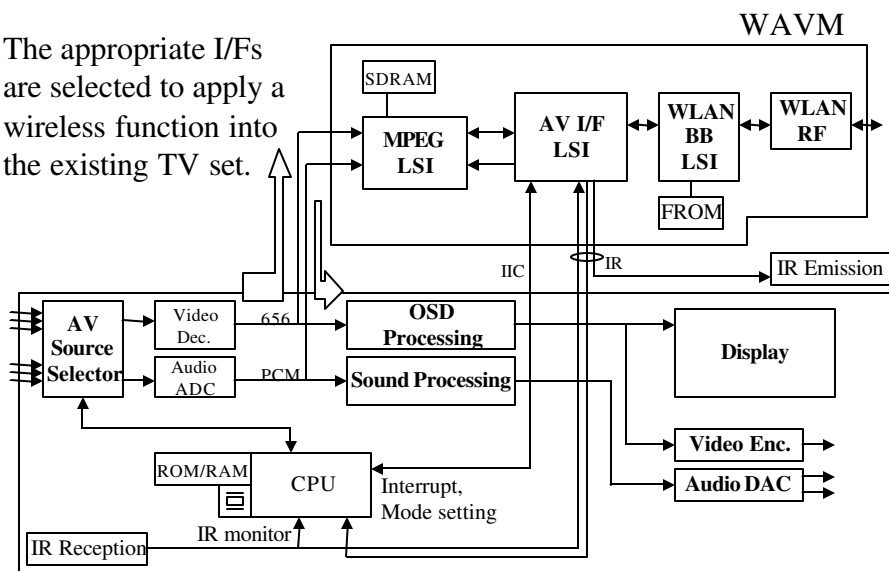 WAVM
The appropriate I/Fs
are selected to apply a
wireless function into
the existing TV set.
SDRAM
MPEG
LSI
AV I/F
LSI
WLAN
BB
LSI
WLAN
RF
FROM
IIC
IR
IR Emission
AV
Source
Selector
Video
Dec.
656
OSD
Processing
Display
Audio
ADC
PCM
Sound Processing
Video Enc.
Audio DAC
ROM/RAM
CPU
Interrupt,
Mode setting
IR monitor
IR Reception